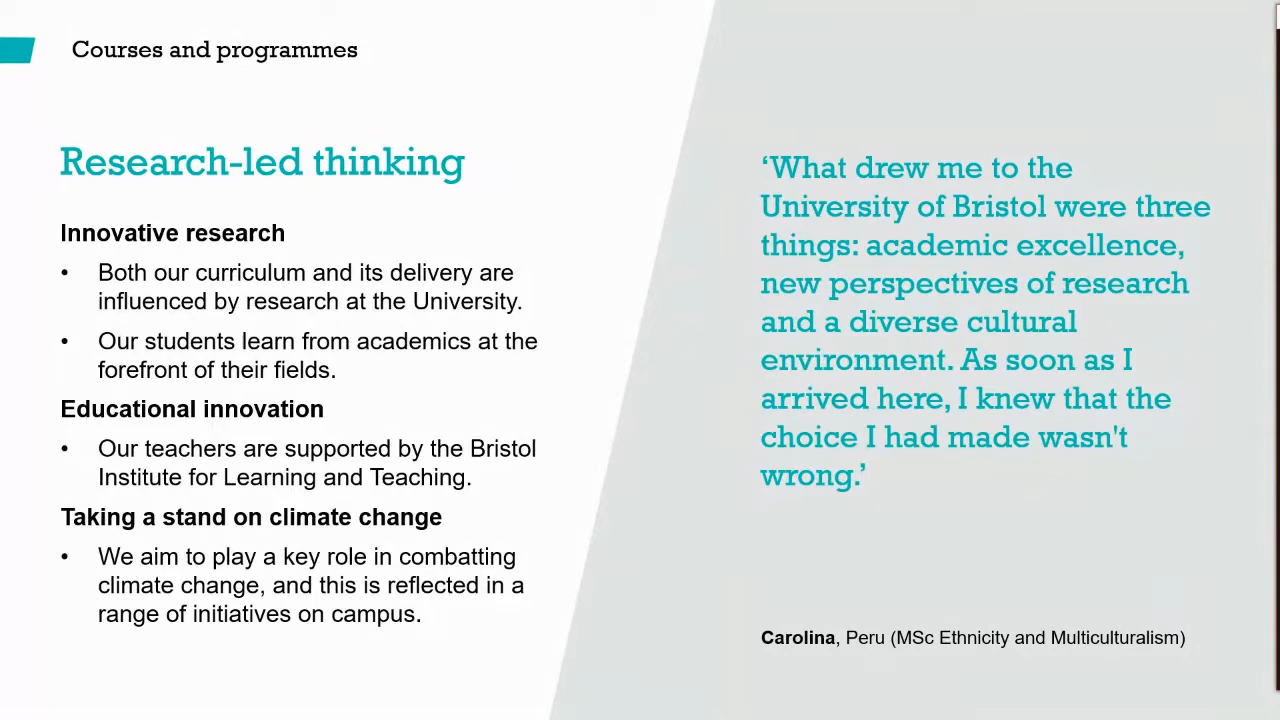 Courses and programmes
Research-led thinking
Innovative research
• Both our curriculum and its delivery are
influenced by research at the University.
• Our students learn from academics at the
forefront of their fields.
Educational innovation
• Our teachers are supported by the Bristol
Institute for Learning and Teaching.
Taking a stand on climate change
• We aim to play a key role in combatting
climate change, and this is reflected in a
range of initiatives on campus.
‘What drew me to the
University of Bristol were three
things: academic excellence,
new perspectives of research
and a diverse cultural
environment. As soon as I
arrived here, I knew that the
choice I had made wasn't
wrong.’
Carolina, Peru (MSc Ethnicity and Multiculturalism)